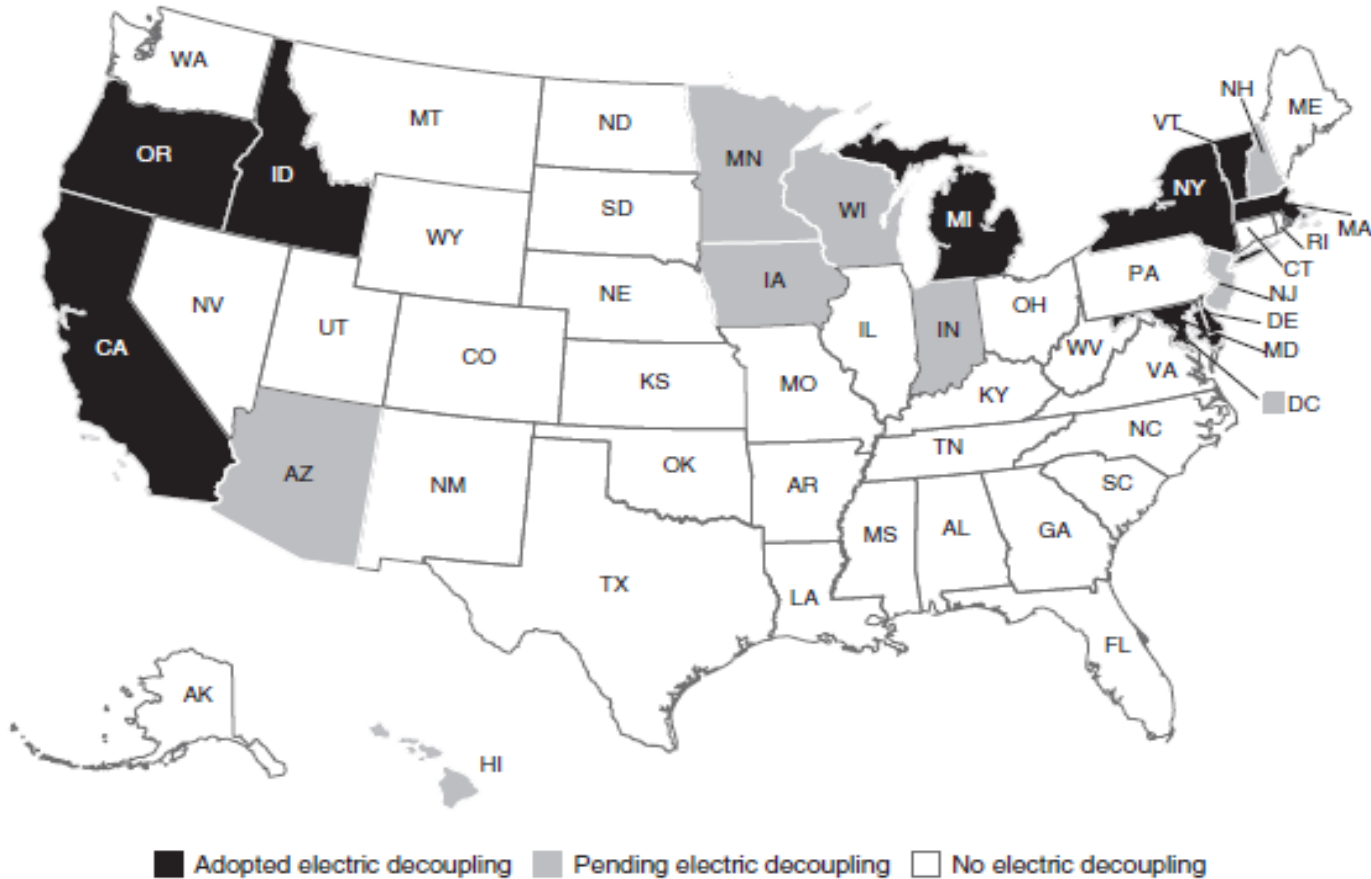 WA
MT
ND
MN
OR
ID
SD
WI
WY
MI
NY
VT
NH
ME
MA
RI
CT
NJ
DE
MD
DC
PA
NV
UT
CO
NE
IA
IL
IN
OH
WV
VA
CA
KS
MO
KY
AZ
NM
OK
AR
TN
NC
SC
MS
AL
GA
TX
LA
FL
AK
HI
Adopted electric decoupling Pending electric decoupling No electric decoupling